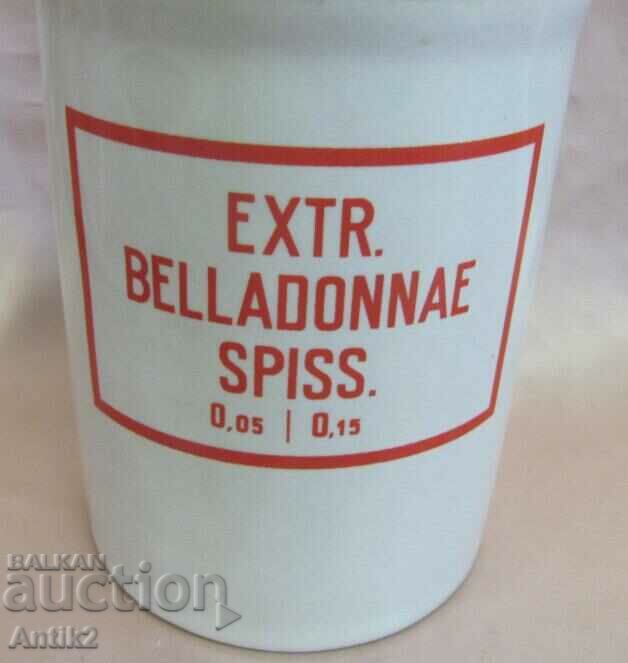 EXTR.
BELLADONNAE
SPISS.
0,05 | 0,15
BALKAN
auction
Antik2